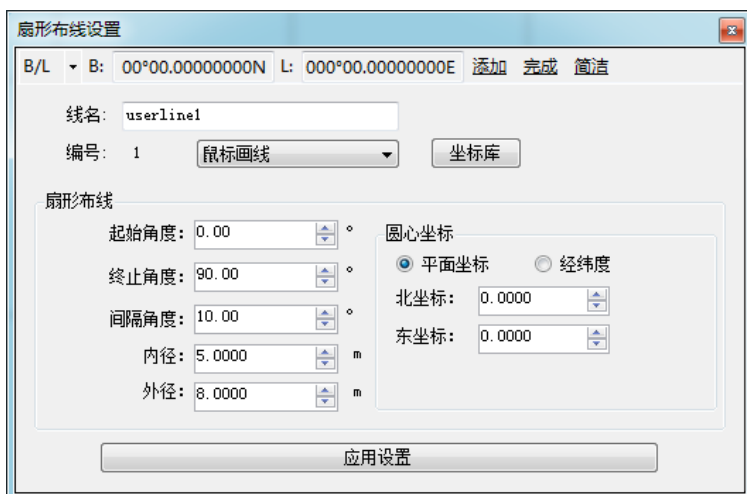 扇形布线设置
B/L B: 00°00.00000000N L: 000°00.00000000E 添加 完成 简洁
线名: userline1
编号: 1 鼠标画线 坐标库
扇形布线
起始角度: 0.00 °
终止角度: 90.00 °
间隔角度: 10.00 °
内径: 5.0000 m
外径: 8.0000 m
圆心坐标
平面坐标 经纬度
北坐标: 0.0000
东坐标: 0.0000
应用设置